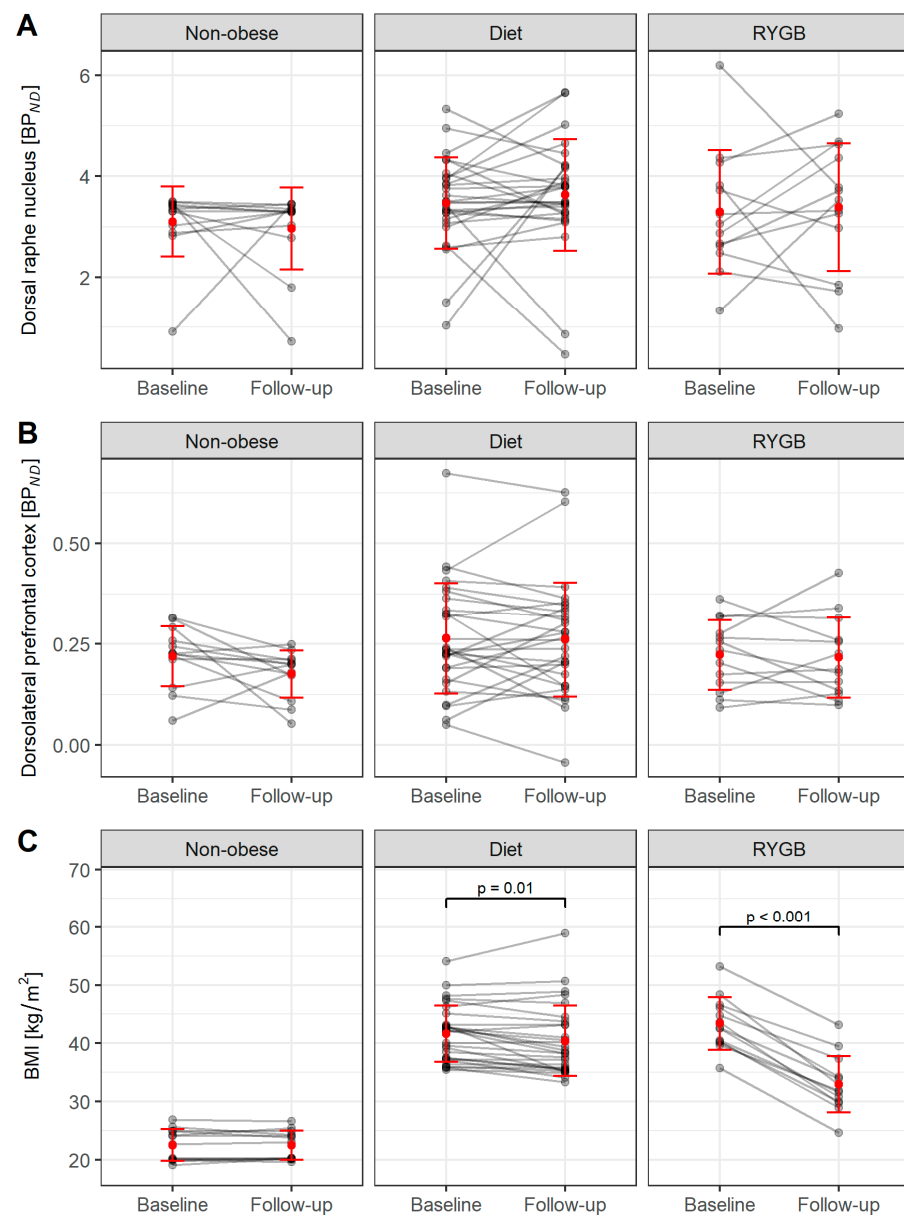 A
Non-obese Diet RYGB
Dorsal raphe nucleus [BP_ND]
6
4
2
Baseline Follow-up Baseline Follow-up Baseline Follow-up
B
Non-obese Diet RYGB
Dorsolateral prefrontal cortex [BP_ND]
0.50
0.25
0.00
Baseline Follow-up Baseline Follow-up Baseline Follow-up
C
Non-obese Diet RYGB
BMI [kg/m²]
70
p = 0.01
60
p < 0.001
50
40
30
20
Baseline Follow-up Baseline Follow-up Baseline Follow-up